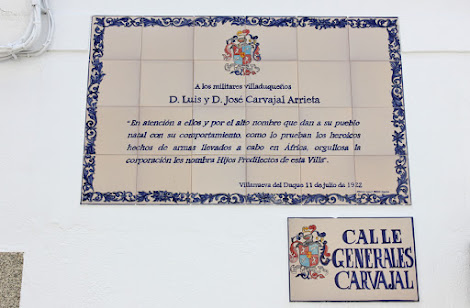 A los militares villaduqueños
D. Luis y D. José Carvajal Arrieta
"En atención a ellos y por el alto nombre que dan a su pueblo
natal con su comportamiento, como lo prueban los heroicos
hechos de armas llevados a cabo en África, orgullosa la
corporación les nombra Hijos Predilectos de esta Villa".
Villanueva del Duque 11 de julio de 1922
CALLE
GENERALES
CARVAJAL